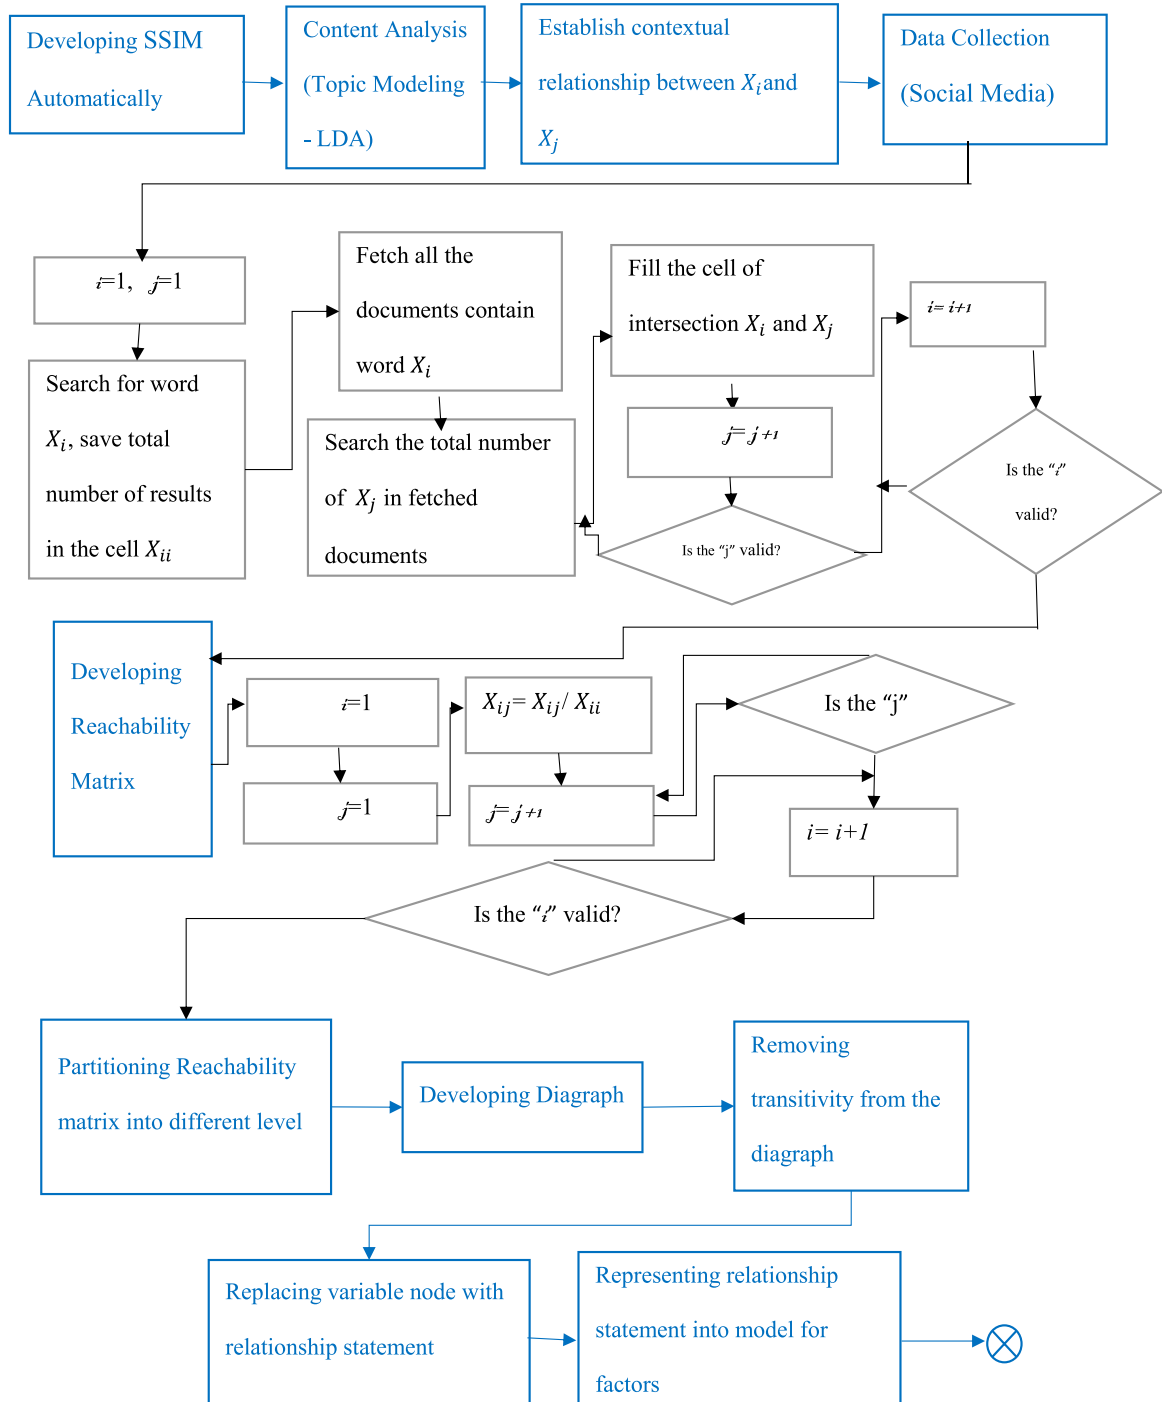 Developing SSIM
Automatically
Content Analysis
(Topic Modeling
- LDA)
Establish contextual
relationship between Xᵢ and
Xⱼ
Data Collection
(Social Media)
i=1, j=1
Search for word
Xᵢ, save total
number of results
in the cell Xᵢᵢ
Fetch all the
documents contain
word Xᵢ
Search the total number
of Xⱼ in fetched
documents
Fill the cell of
intersection Xᵢ and Xⱼ
j=j+1
Is the “j” valid?
i= i+1
Is the “i”
valid?
Developing
Reachability
Matrix
i=1
j=1
Xᵢⱼ= Xᵢⱼ/ Xᵢᵢ
j=j+1
Is the “j”
i= i+1
Is the “i” valid?
Partitioning Reachability
matrix into different level
Developing Diagraph
Removing
transitivity from the
diagraph
Replacing variable node with
relationship statement
Representing relationship
statement into model for
factors